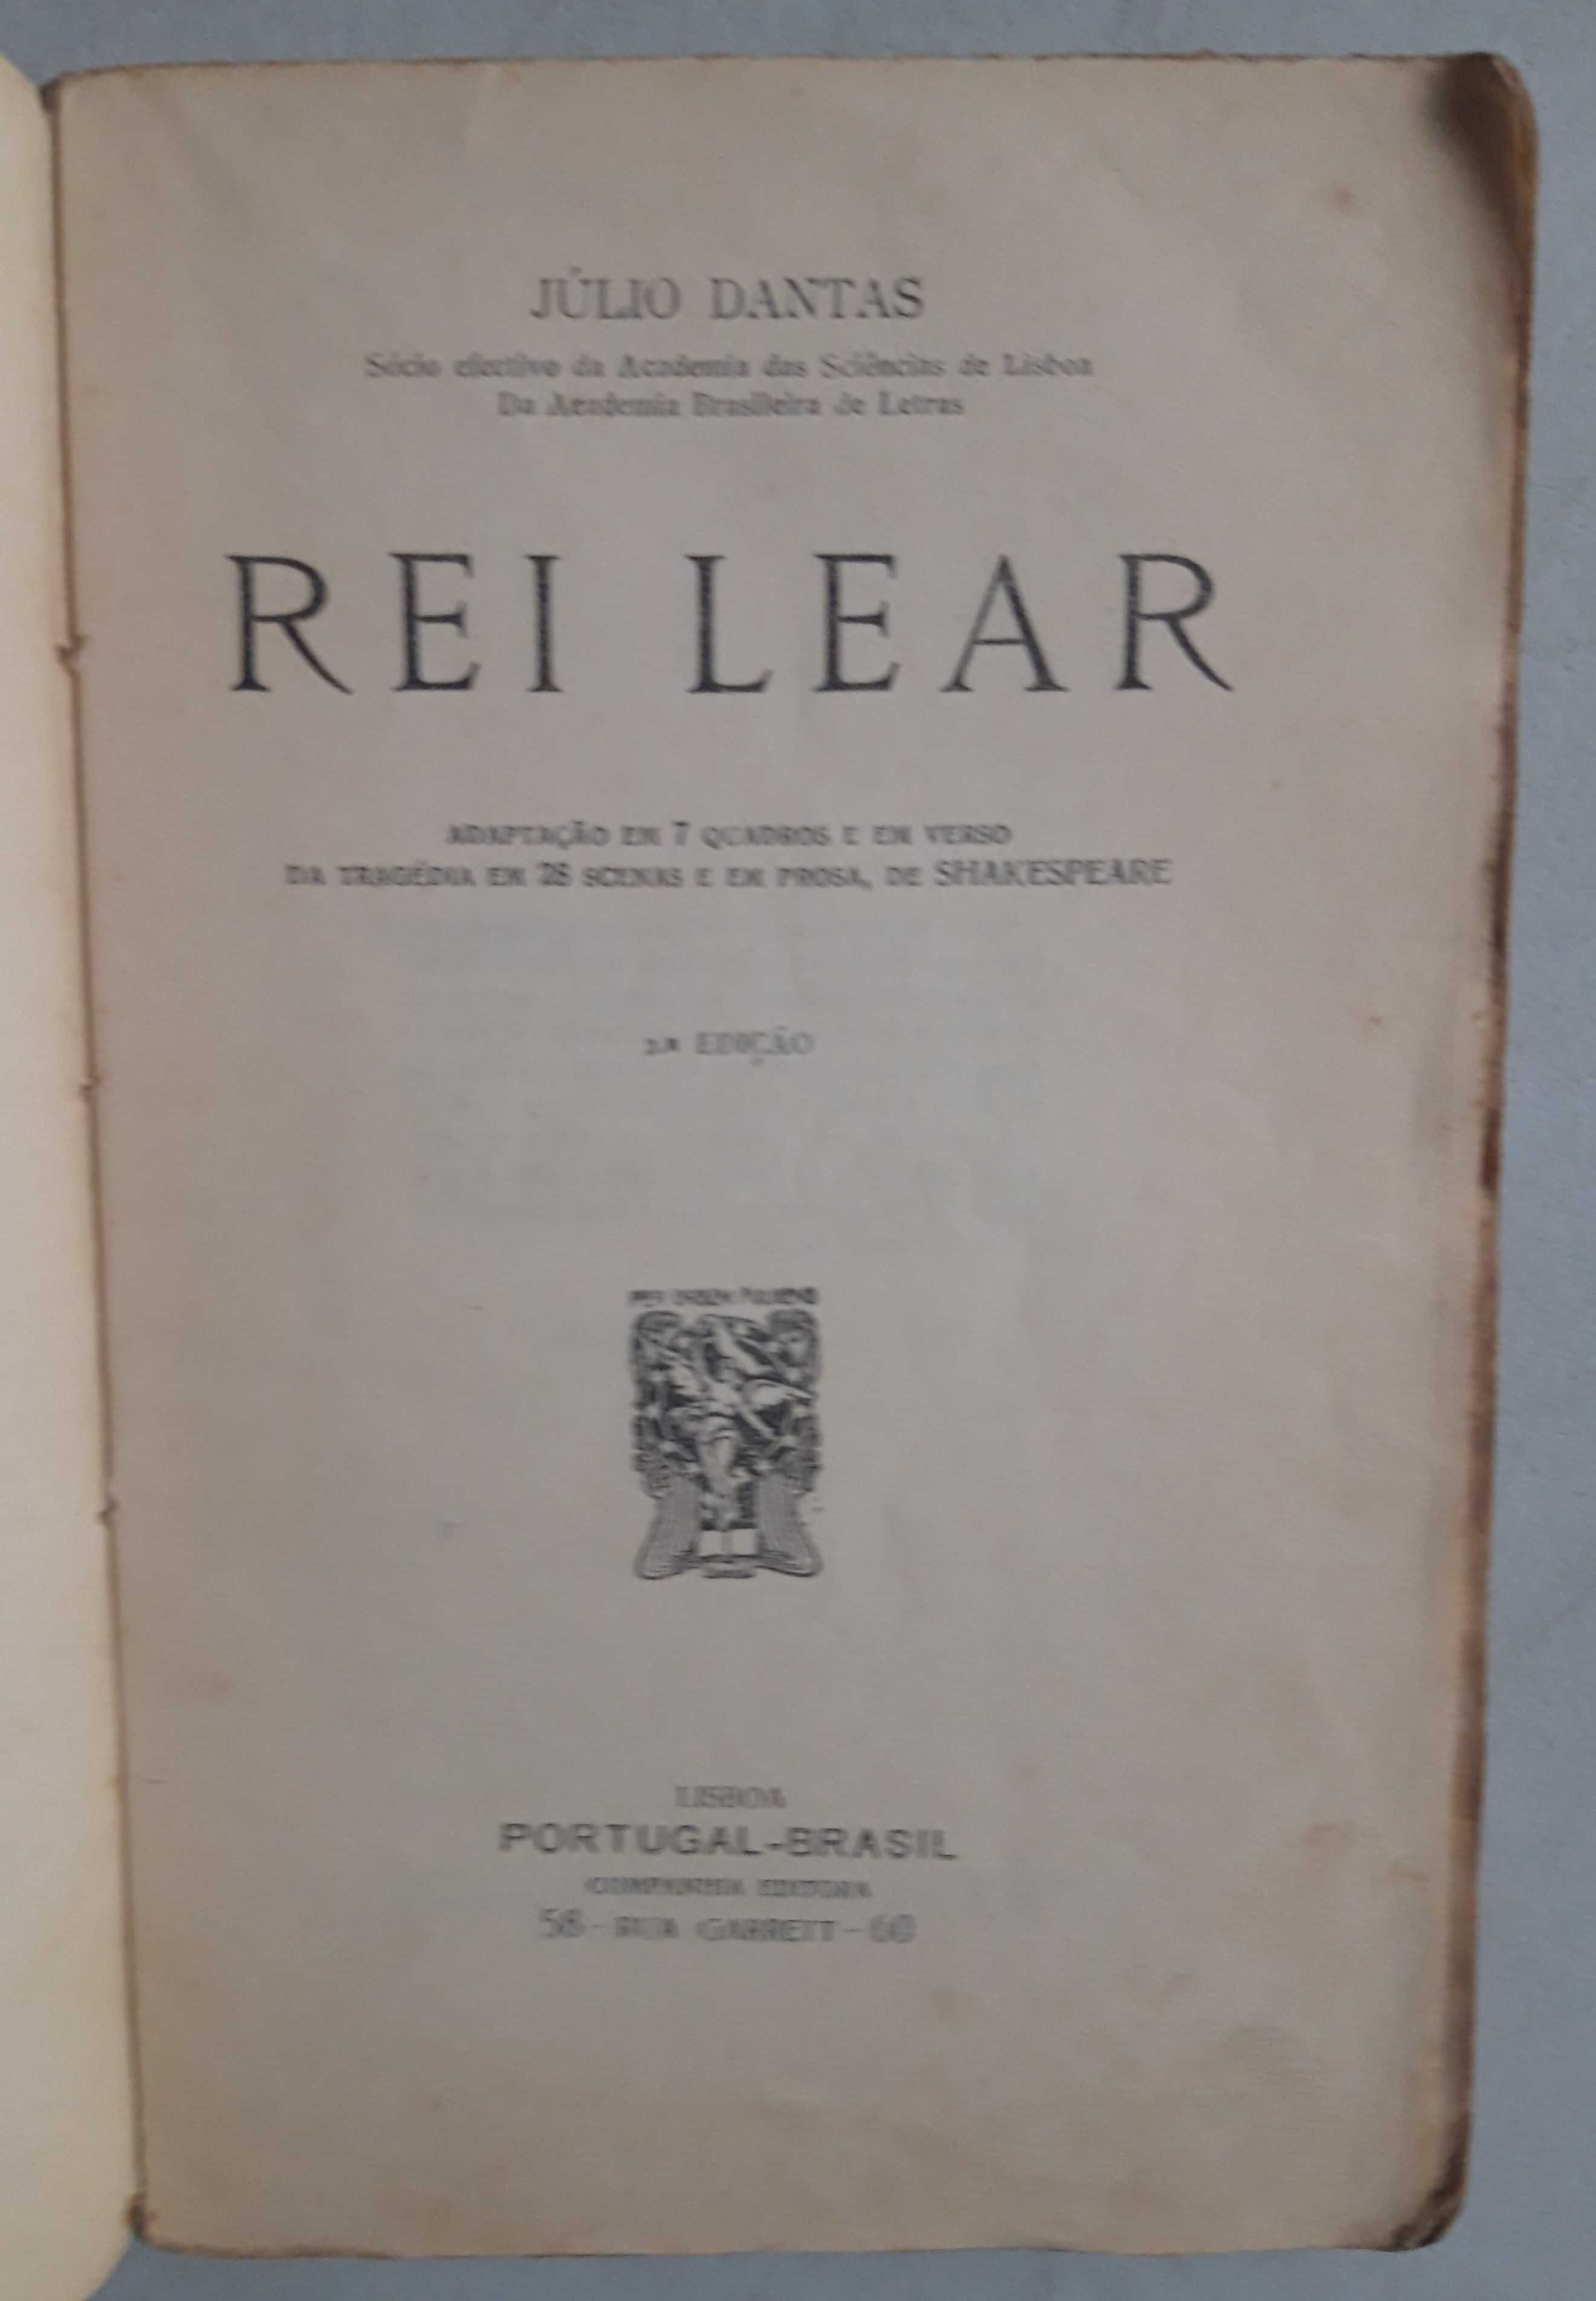 JÚLIO DANTAS
Sócio efectivo da Academia das Sciências de Lisboa
Da Academia Brasileira de Letras
REI LEAR
ADAPTAÇÃO EM 7 QUADROS E EM VERSO
DA TRAGÉDIA EM 28 SCENAS E EM PROSA, DE SHAKESPEARE
EDIÇÃO
LISBOA
PORTUGAL-BRASIL
COMPANHIA EDITORA
58 - RUA GARRETT - 60